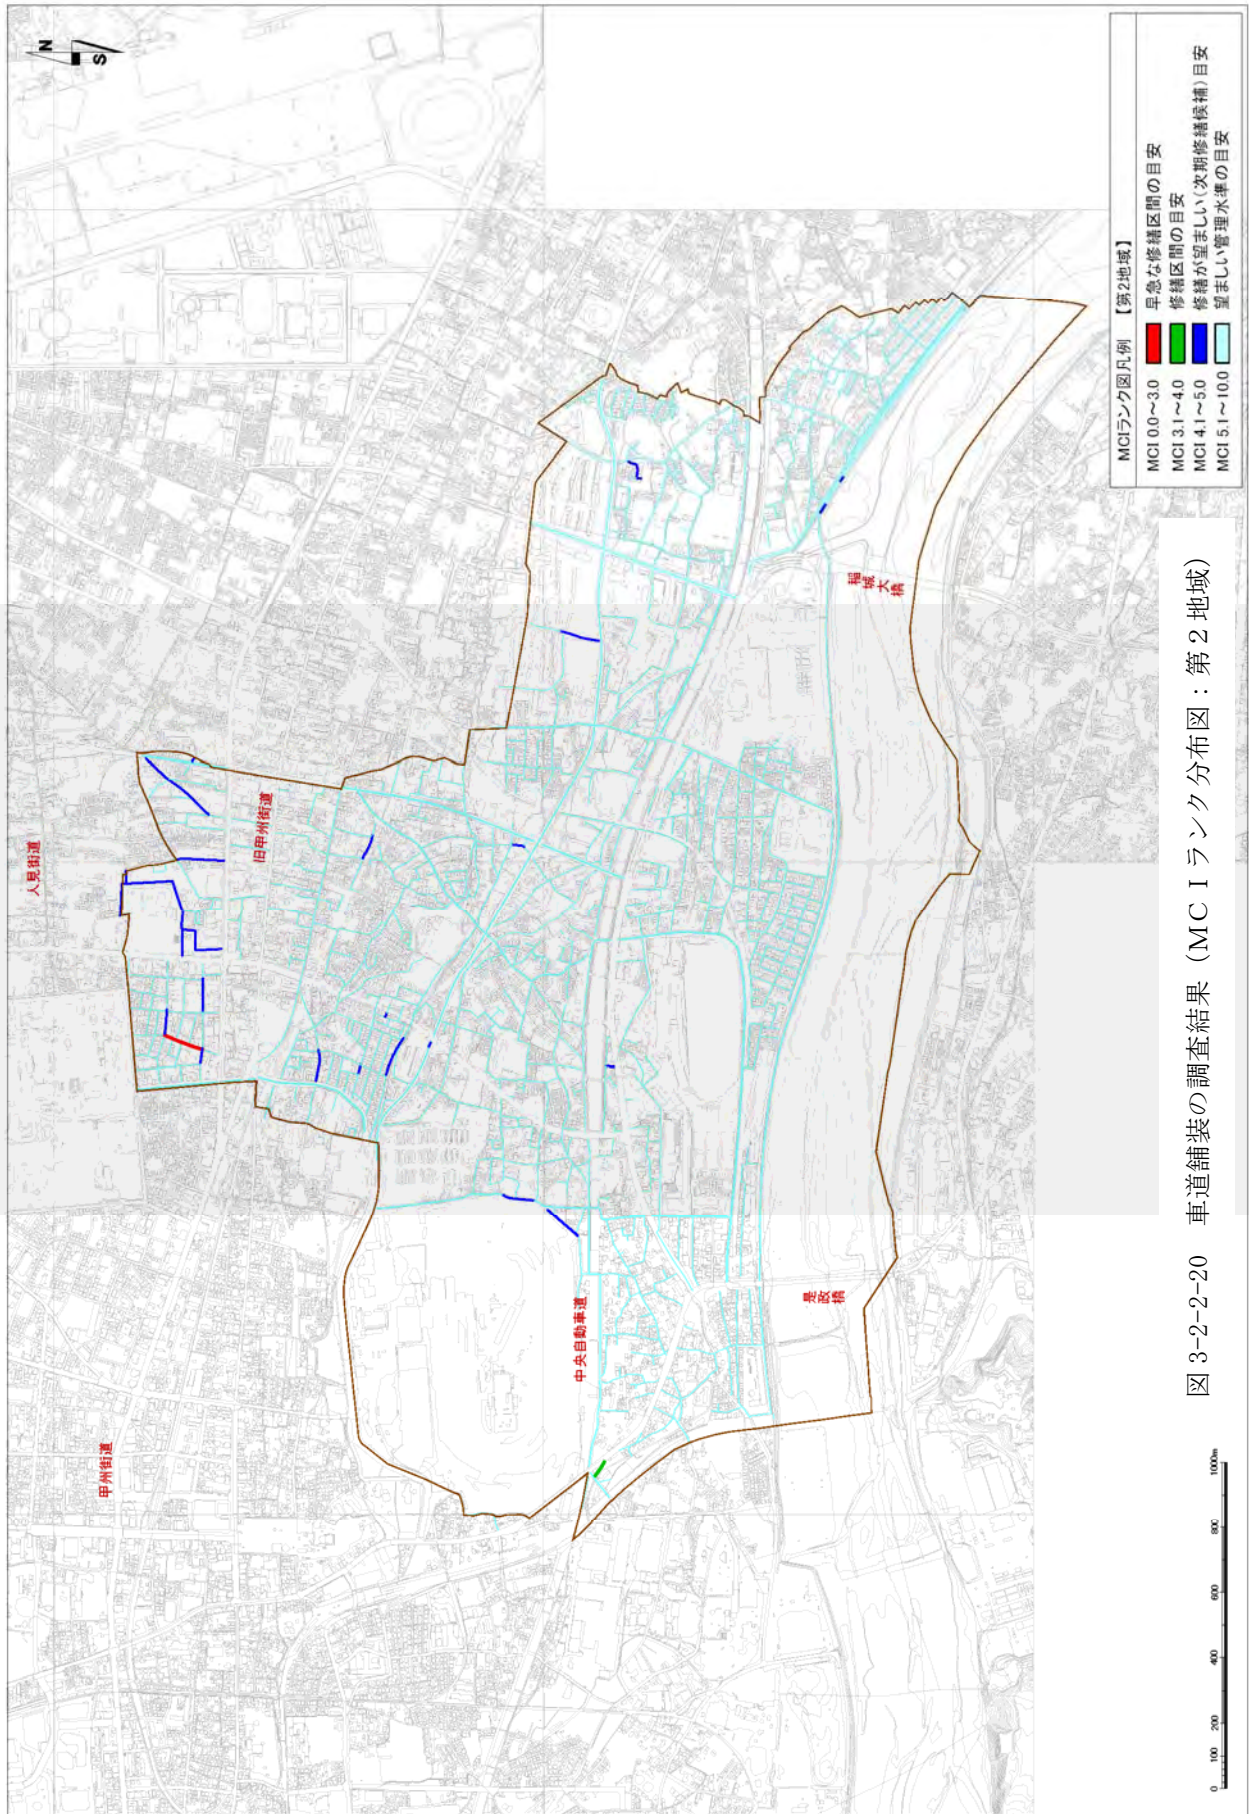 N
S
人見街道
旧甲州街道
甲州街道
中央自動車道
是政橋
稲城大橋
MCIランク図凡例 【第2地域】
MCI 0.0～3.0 早急な修繕区間の目安
MCI 3.1～4.0 修繕区間の目安
MCI 4.1～5.0 修繕が望ましい(次期修繕候補)目安
MCI 5.1～10.0 望ましい管理水準の目安
0 100 200 400 600 800 1000m
図 3-2-2-20 車道舗装の調査結果（MCIランク分布図：第2地域）